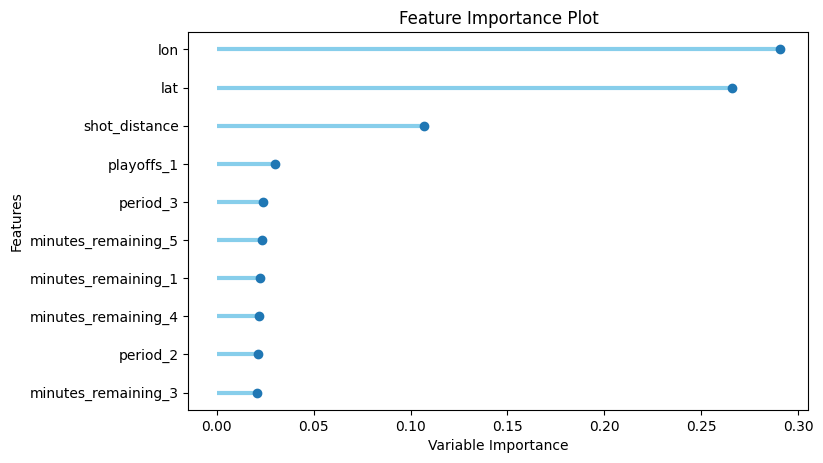 Feature Importance Plot
Features
lon
lat
shot_distance
playoffs_1
period_3
minutes_remaining_5
minutes_remaining_1
minutes_remaining_4
period_2
minutes_remaining_3
0.00 0.05 0.10 0.15 0.20 0.25 0.30
Variable Importance